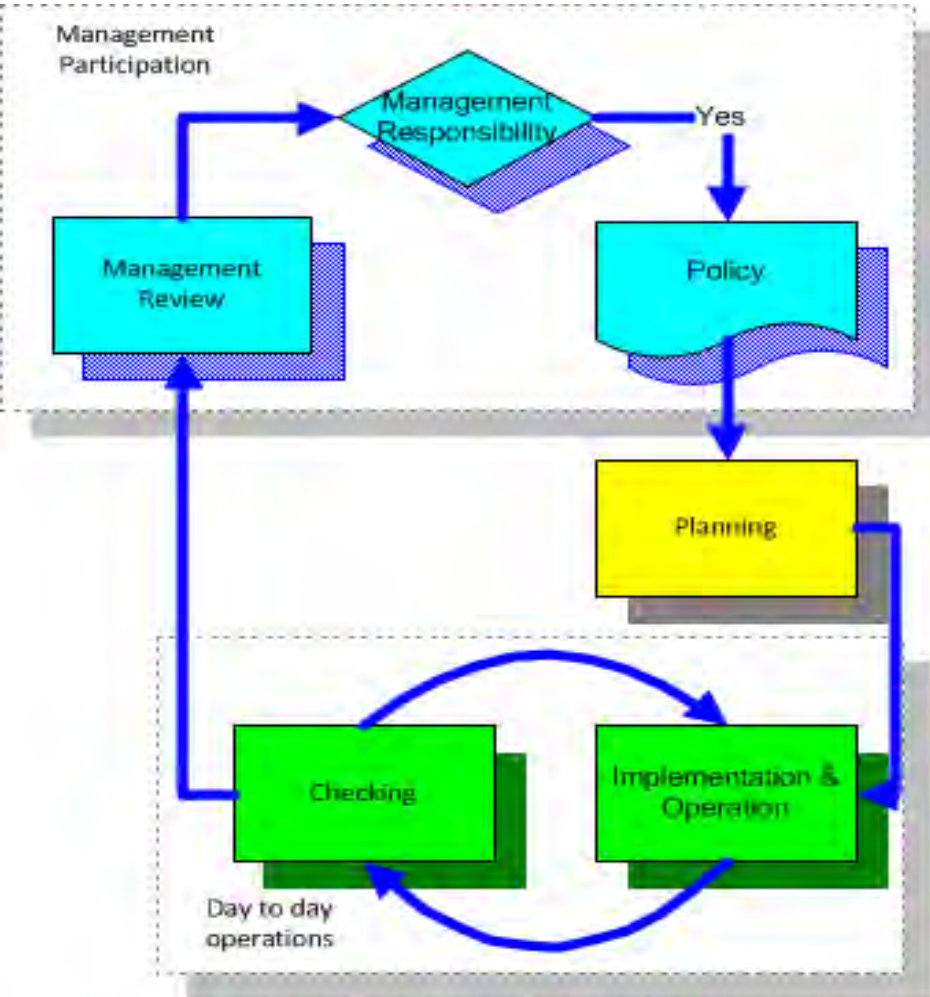 Management
Participation
Management
Responsibility
Yes
Management
Review
Policy
Planning
Checking
Implementation &
Operation
Day to day
operations